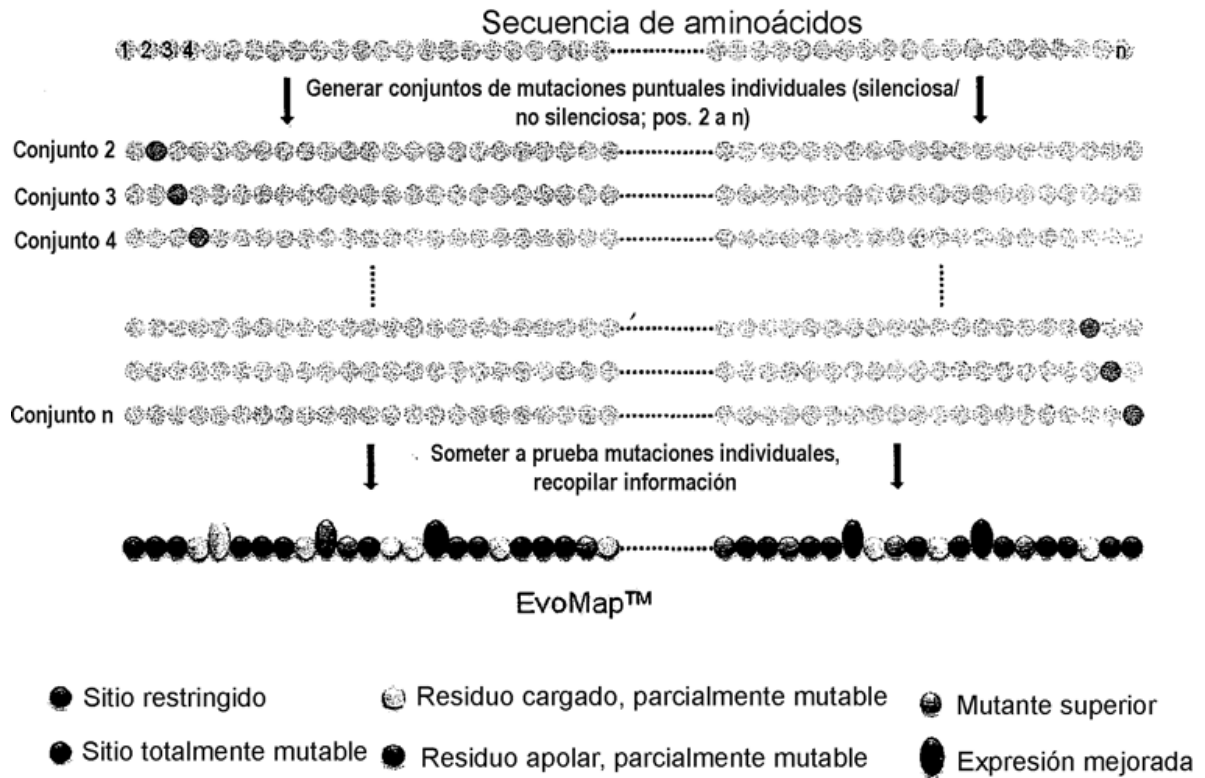 Secuencia de aminoácidos
1 2 3 4 n
Generar conjuntos de mutaciones puntuales individuales (silenciosa/
no silenciosa; pos. 2 a n)
Conjunto 2
Conjunto 3
Conjunto 4
Conjunto n
Someter a prueba mutaciones individuales,
recopilar información
EvoMap™
Sitio restringido
Residuo cargado, parcialmente mutable
Mutante superior
Sitio totalmente mutable
Residuo apolar, parcialmente mutable
Expresión mejorada